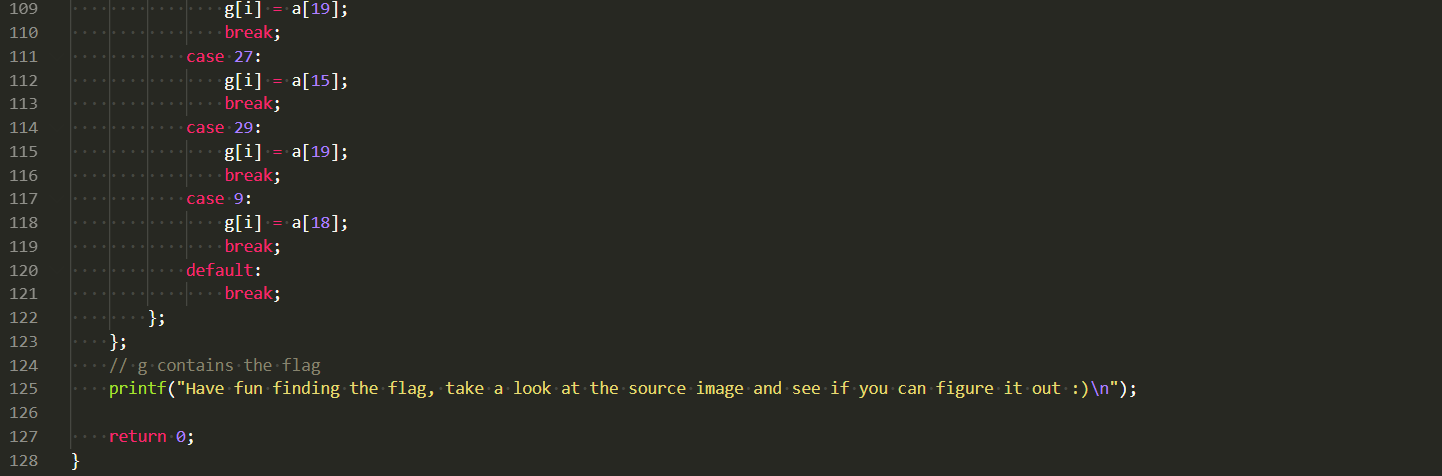 109 g[i] = a[19];
110 break;
111 case 27:
112 g[i] = a[15];
113 break;
114 case 29:
115 g[i] = a[19];
116 break;
117 case 9:
118 g[i] = a[18];
119 break;
120 default:
121 break;
122 };
123 };
124 // g contains the flag
125 printf("Have fun finding the flag, take a look at the source image and see if you can figure it out :)\n");
126
127 return 0;
128 }